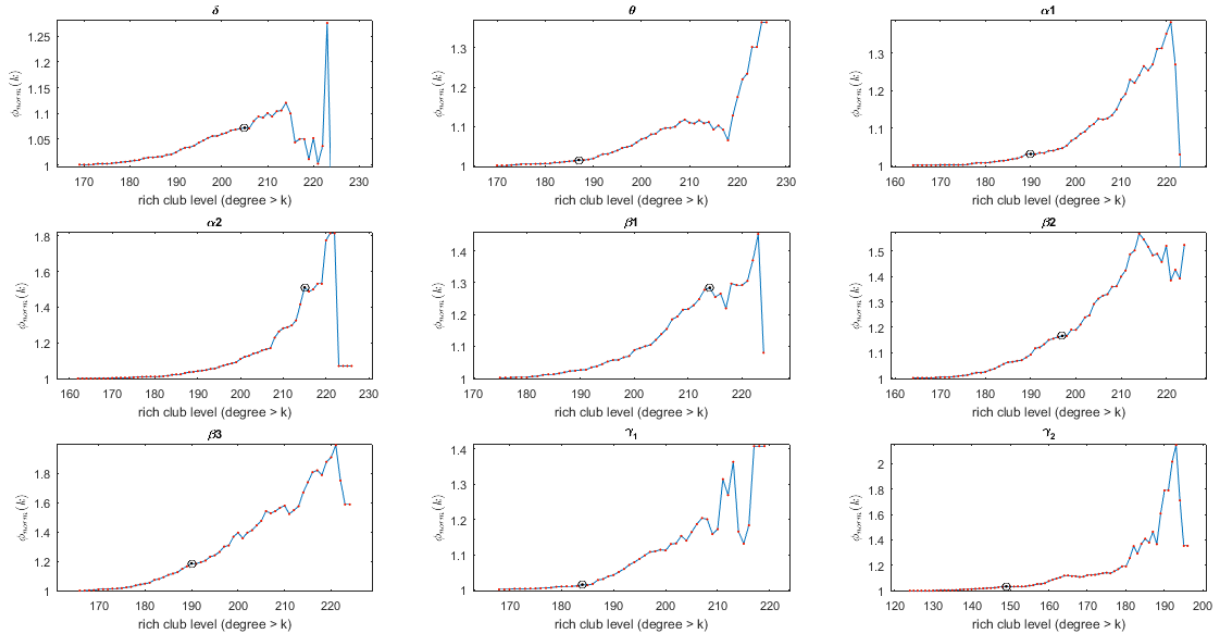 δ
θ
α1
φnorm(k)
1.25
1.2
1.15
1.1
1.05
1
170 180 190 200 210 220 230
rich club level (degree > k)
φnorm(k)
1.3
1.2
1.1
1
170 180 190 200 210 220 230
rich club level (degree > k)
φnorm(k)
1.3
1.2
1.1
1
160 170 180 190 200 210 220
rich club level (degree > k)
α2
β1
β2
φnorm(k)
1.8
1.6
1.4
1.2
1
160 170 180 190 200 210 220 230
rich club level (degree > k)
φnorm(k)
1.4
1.3
1.2
1.1
1
170 180 190 200 210 220
rich club level (degree > k)
φnorm(k)
1.5
1.4
1.3
1.2
1.1
1
160 170 180 190 200 210 220
rich club level (degree > k)
β3
γ1
γ2
φnorm(k)
1.8
1.6
1.4
1.2
1
170 180 190 200 210 220
rich club level (degree > k)
φnorm(k)
1.4
1.3
1.2
1.1
1
170 180 190 200 210 220
rich club level (degree > k)
φnorm(k)
2
1.8
1.6
1.4
1.2
1
120 130 140 150 160 170 180 190 200
rich club level (degree > k)